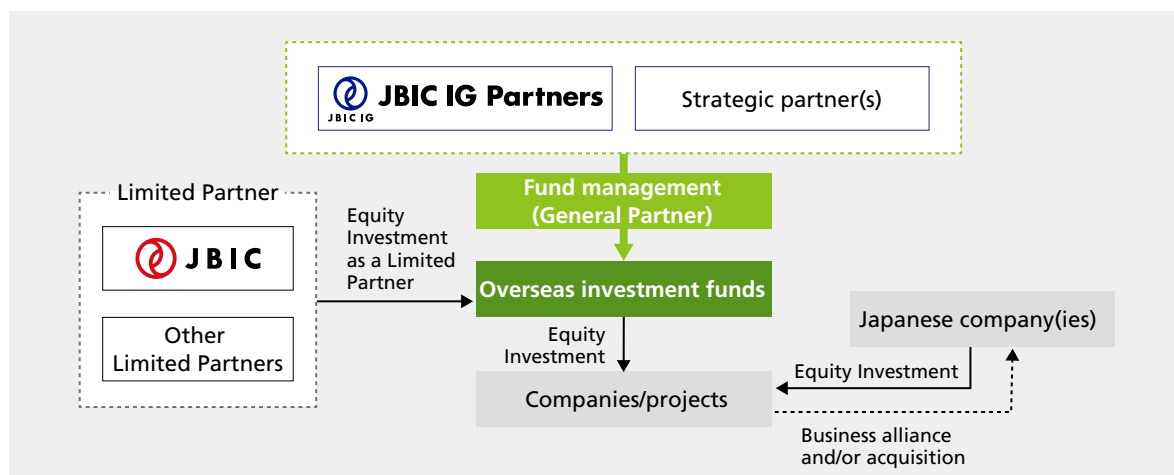 JBIC IG Partners
JBIC IG
Strategic partner(s)
Fund management
(General Partner)
Limited Partner
JBIC
Other
Limited Partners
Equity
Investment
as a Limited
Partner
Overseas investment funds
Equity
Investment
Japanese company(ies)
Equity Investment
Companies/projects
Business alliance
and/or acquisition